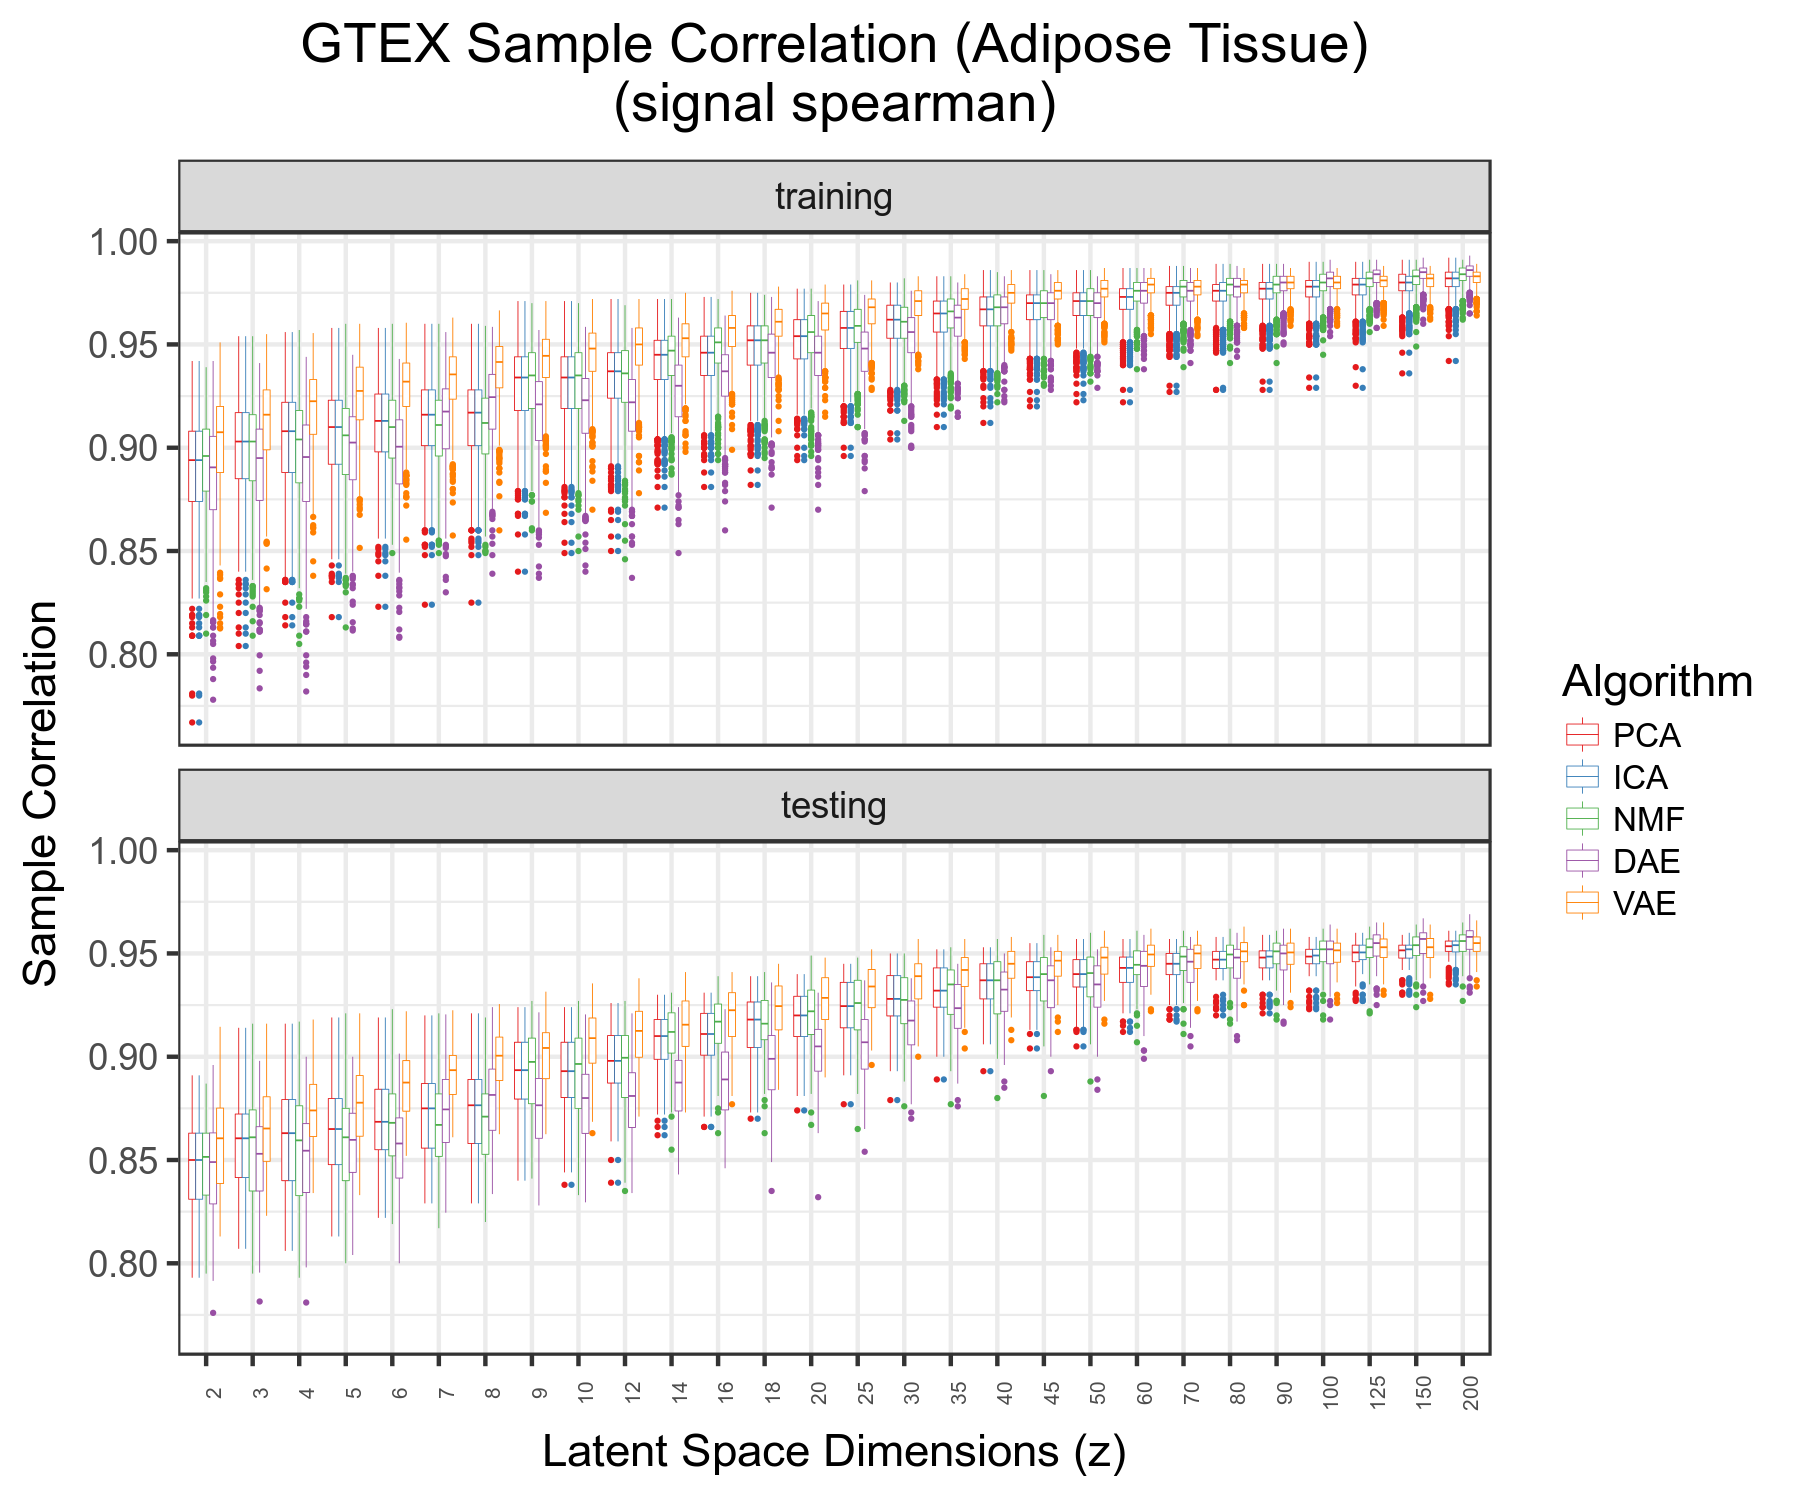 GTEX Sample Correlation (Adipose Tissue)
(signal spearman)
training
1.00
0.95
0.90
0.85
0.80
testing
1.00
0.95
0.90
0.85
0.80
Sample Correlation
2 3 4 5 6 7 8 9 10 12 14 16 18 20 25 30 35 40 45 50 60 70 80 90 100 125 150 200
Latent Space Dimensions (z)
Algorithm
PCA
ICA
NMF
DAE
VAE